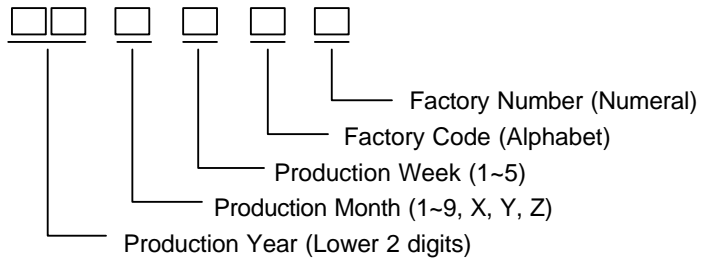 Factory Number (Numeral)
Factory Code (Alphabet)
Production Week (1~5)
Production Month (1~9, X, Y, Z)
Production Year (Lower 2 digits)